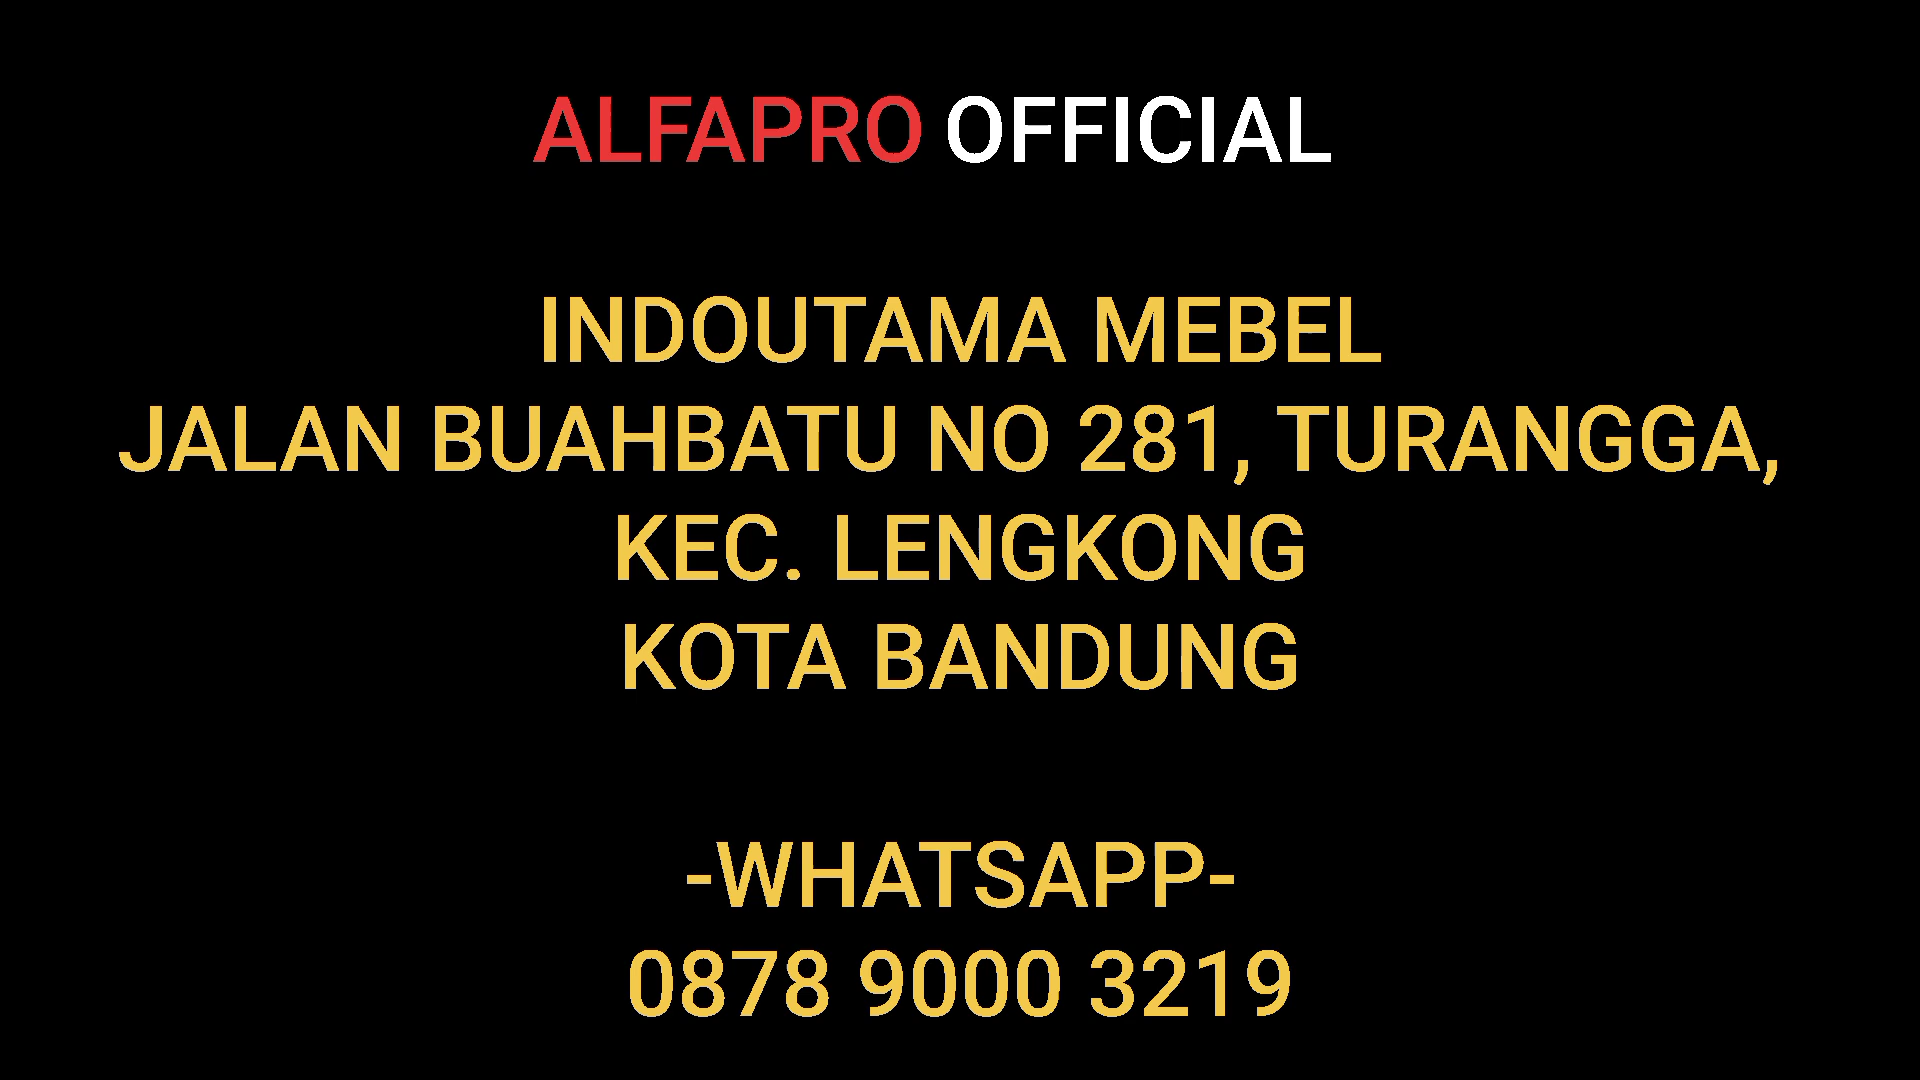 ALFAPRO OFFICIAL
INDOUTAMA MEBEL
JALAN BUAHBATU NO 281, TURANGGA,
KEC. LENGKONG
KOTA BANDUNG
-WHATSAPP-
0878 9000 3219